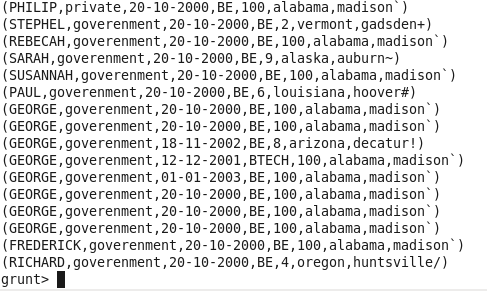 (PHILIP,private,20-10-2000,BE,100,alabama,madison`)
(STEPHEL,goverenment,20-10-2000,BE,2,vermont,gadsden+)
(REBECAH,goverenment,20-10-2000,BE,100,alabama,madison`)
(SARAH,goverenment,20-10-2000,BE,9,alaska,auburn~)
(SUSANNAH,goverenment,20-10-2000,BE,100,alabama,madison`)
(PAUL,goverenment,20-10-2000,BE,6,louisiana,hoover#)
(GEORGE,goverenment,20-10-2000,BE,100,alabama,madison`)
(GEORGE,goverenment,20-10-2000,BE,100,alabama,madison`)
(GEORGE,goverenment,18-11-2002,BE,8,arizona,decatur!)
(GEORGE,goverenment,12-12-2001,BTECH,100,alabama,madison`)
(GEORGE,goverenment,01-01-2003,BE,100,alabama,madison`)
(GEORGE,goverenment,20-10-2000,BE,100,alabama,madison`)
(GEORGE,goverenment,20-10-2000,BE,100,alabama,madison`)
(GEORGE,goverenment,20-10-2000,BE,100,alabama,madison`)
(FREDERICK,goverenment,20-10-2000,BE,100,alabama,madison`)
(RICHARD,goverenment,20-10-2000,BE,4,oregon,huntsville/)
grunt>